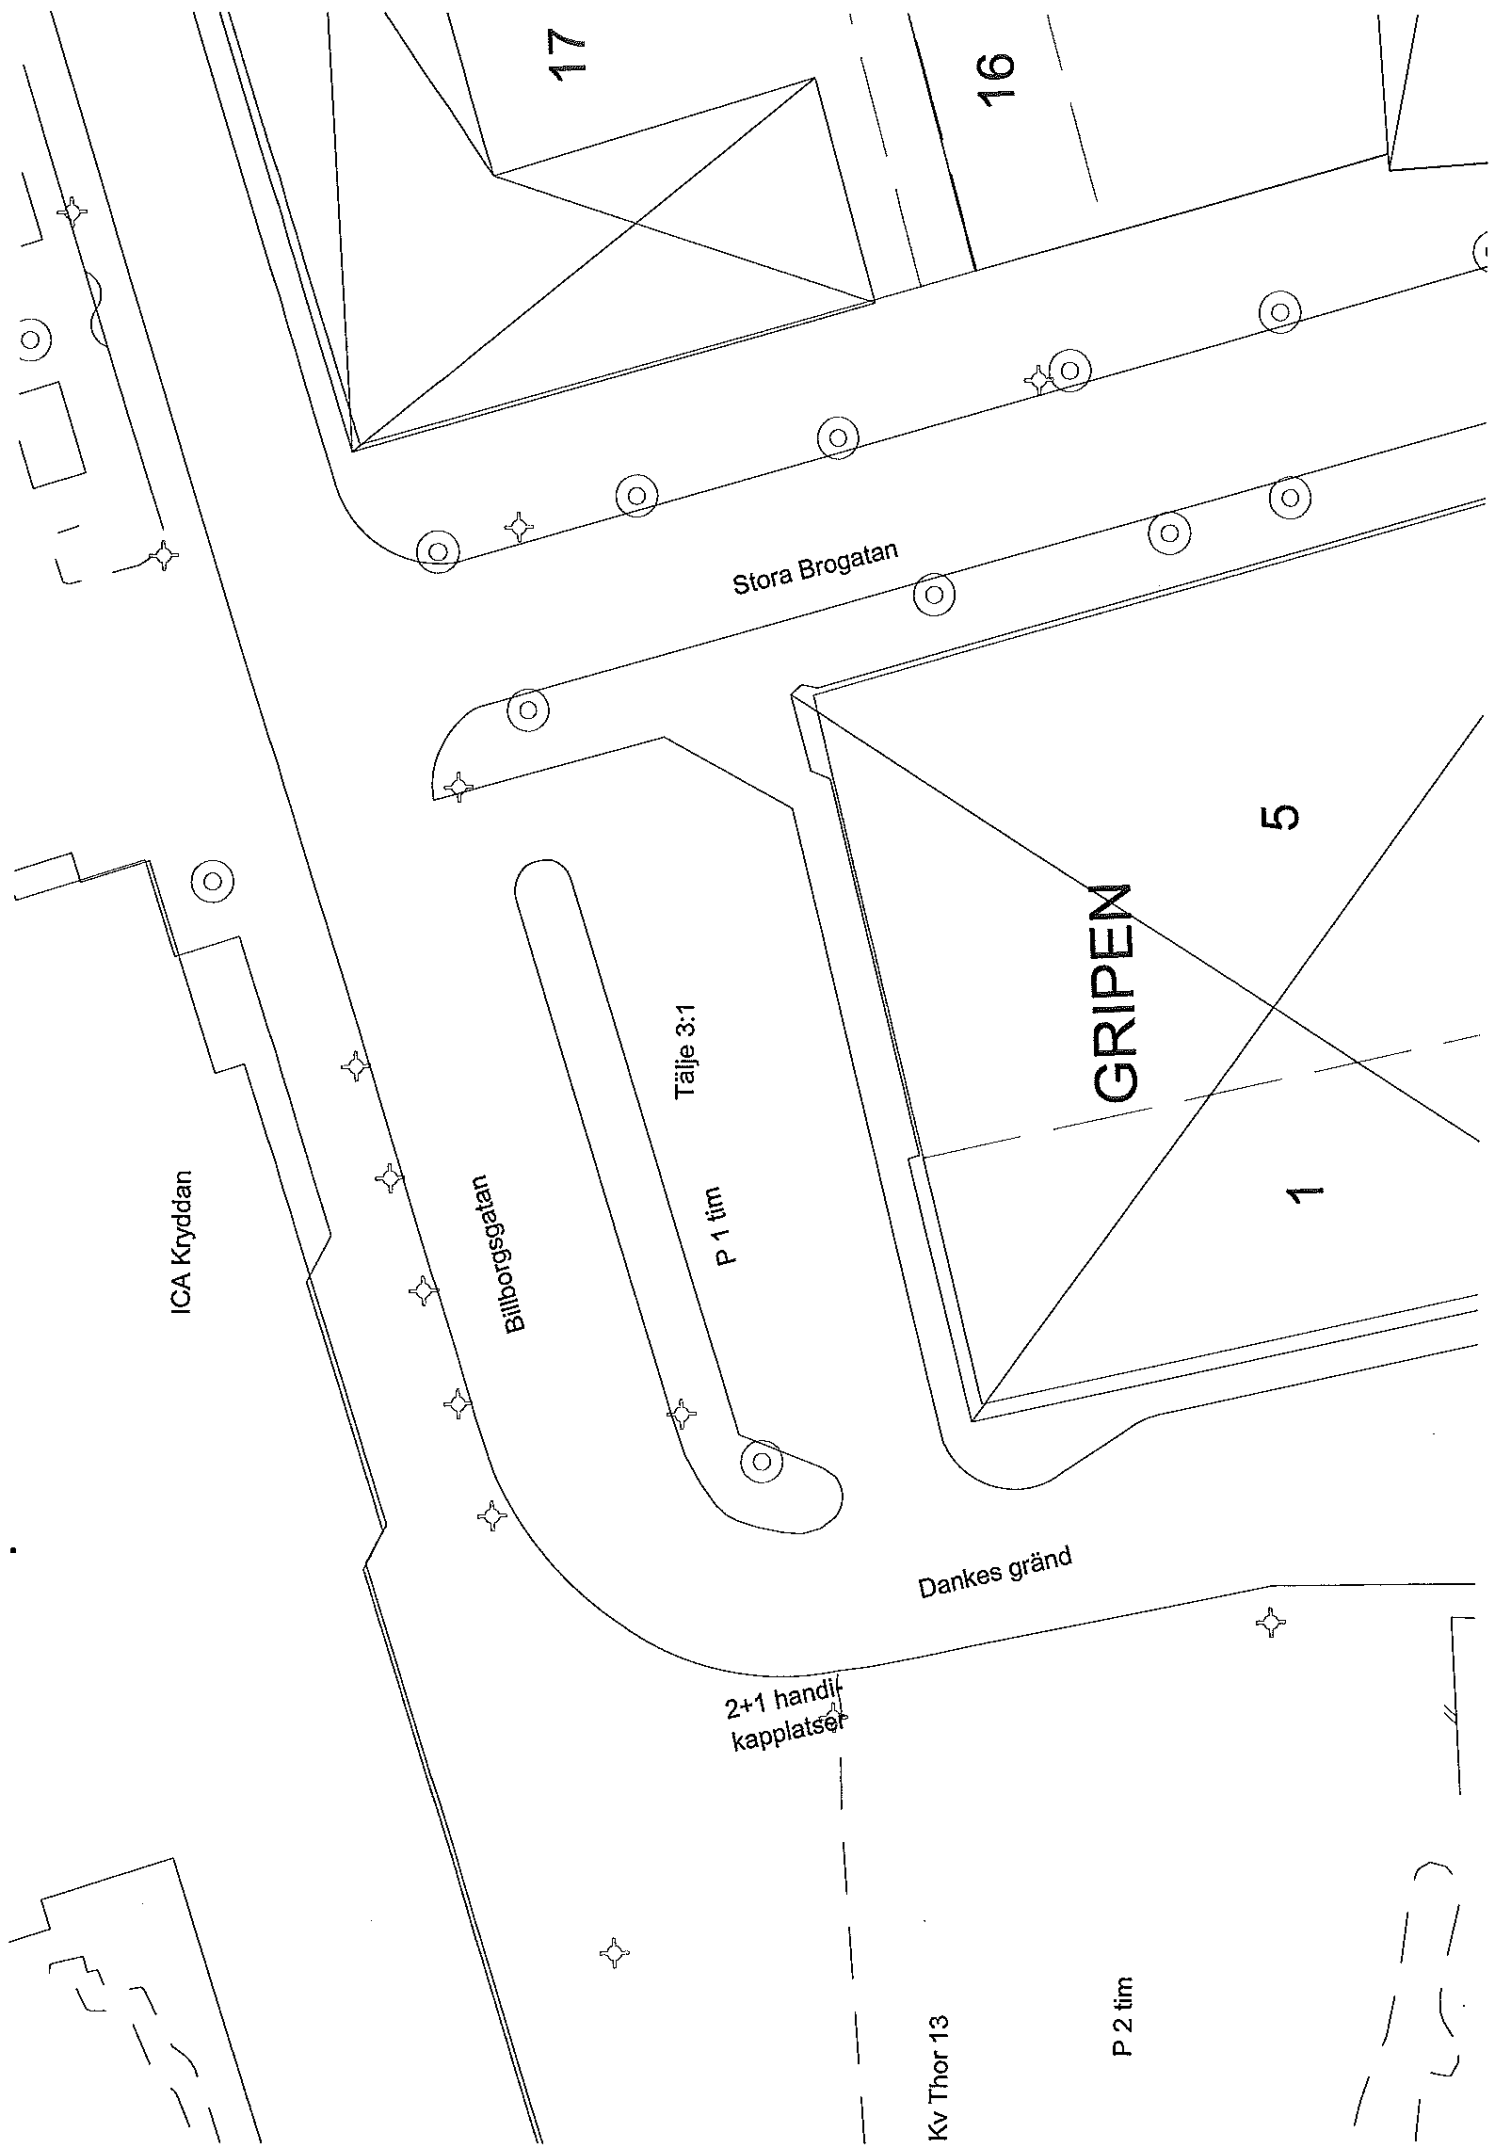 17
16
Stora Brogatan
5
GRIPEN
Tälje 3:1
ICA Kryddan
Billborgsgatan
P 1 tim
1
Dankes gränd
2+1 handi-
kapplatser
Kv Thor 13
P 2 tim